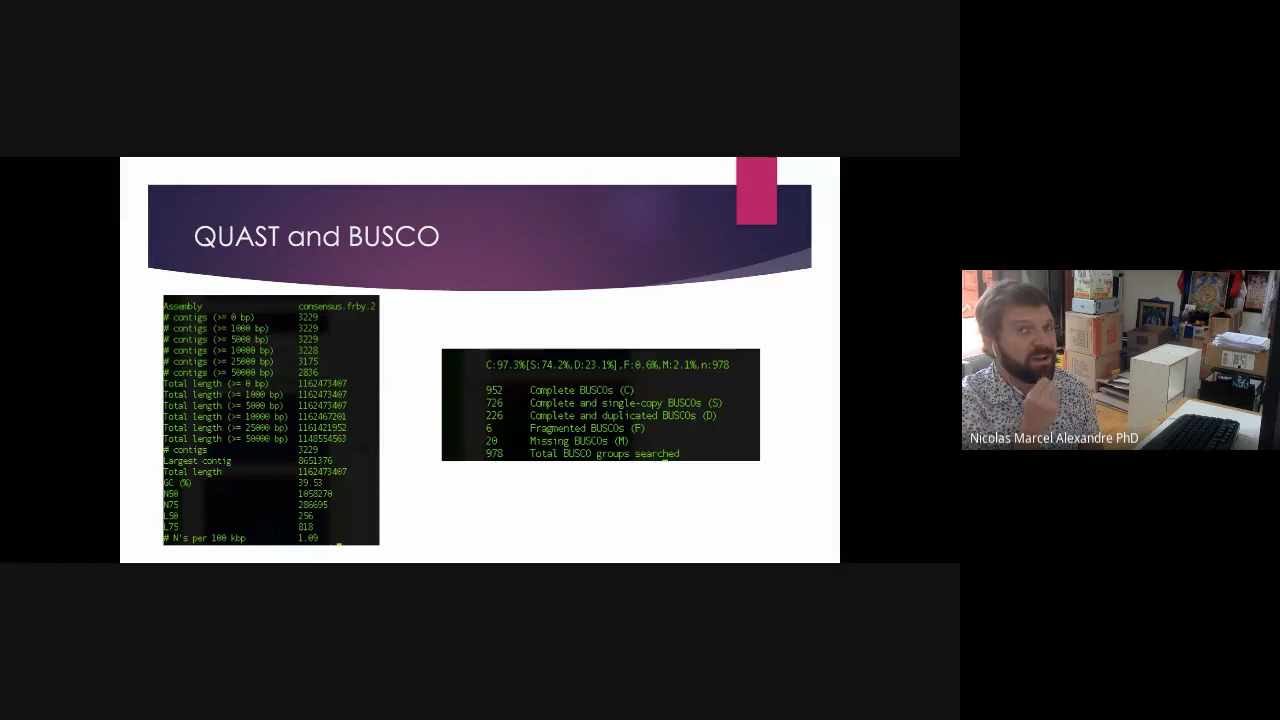 QUAST and BUSCO
Assembly consensus.frby.2
# contigs (>= 0 bp) 3229
# contigs (>= 1000 bp) 3229
# contigs (>= 5000 bp) 3229
# contigs (>= 10000 bp) 3228
# contigs (>= 25000 bp) 3175
# contigs (>= 50000 bp) 2836
Total length (>= 0 bp) 1162473407
Total length (>= 1000 bp) 1162473407
Total length (>= 5000 bp) 1162473407
Total length (>= 10000 bp) 1162467201
Total length (>= 25000 bp) 1161421952
Total length (>= 50000 bp) 1148554563
# contigs 3229
Largest contig 8651376
Total length 1162473407
GC (%) 39.53
N50 1058270
N75 286695
L50 256
L75 818
# N's per 100 kbp 1.09
C:97.3%[S:74.2%,D:23.1%],F:0.6%,M:2.1%,n:978
952 Complete BUSCOs (C)
726 Complete and single-copy BUSCOs (S)
226 Complete and duplicated BUSCOs (D)
6 Fragmented BUSCOs (F)
20 Missing BUSCOs (M)
978 Total BUSCO groups searched
Nicolas Marcel Alexandre PhD